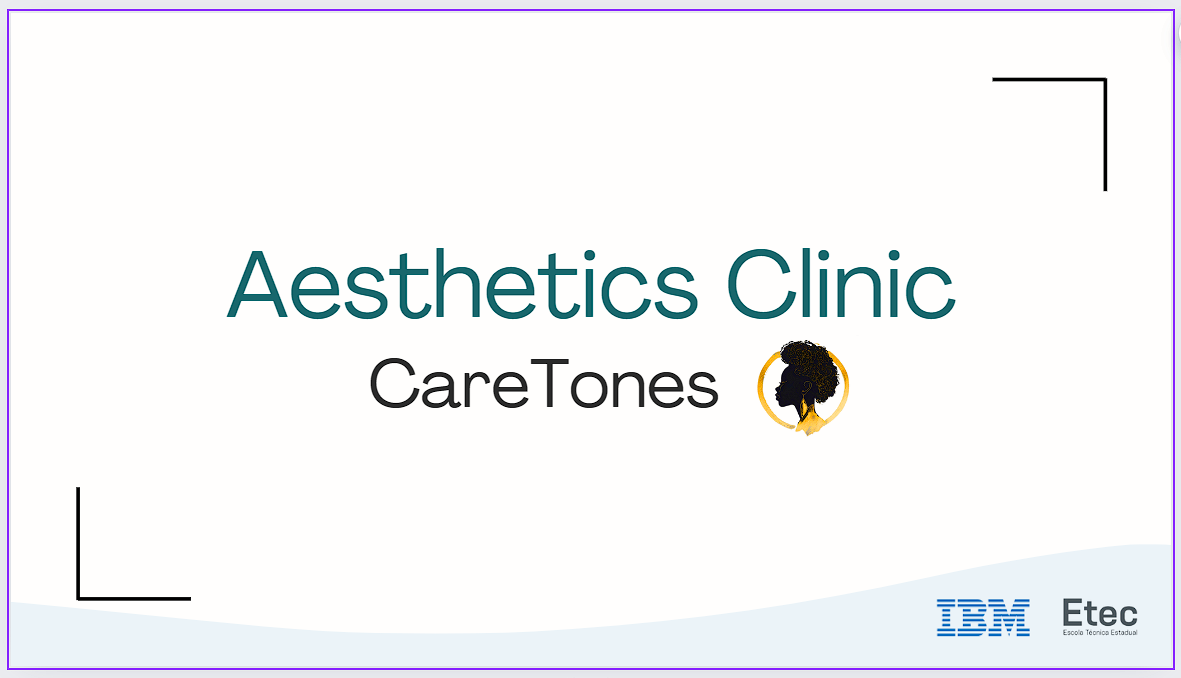 Aesthetics Clinic
CareTones
IBM
Etec
Escola Técnica Estadual